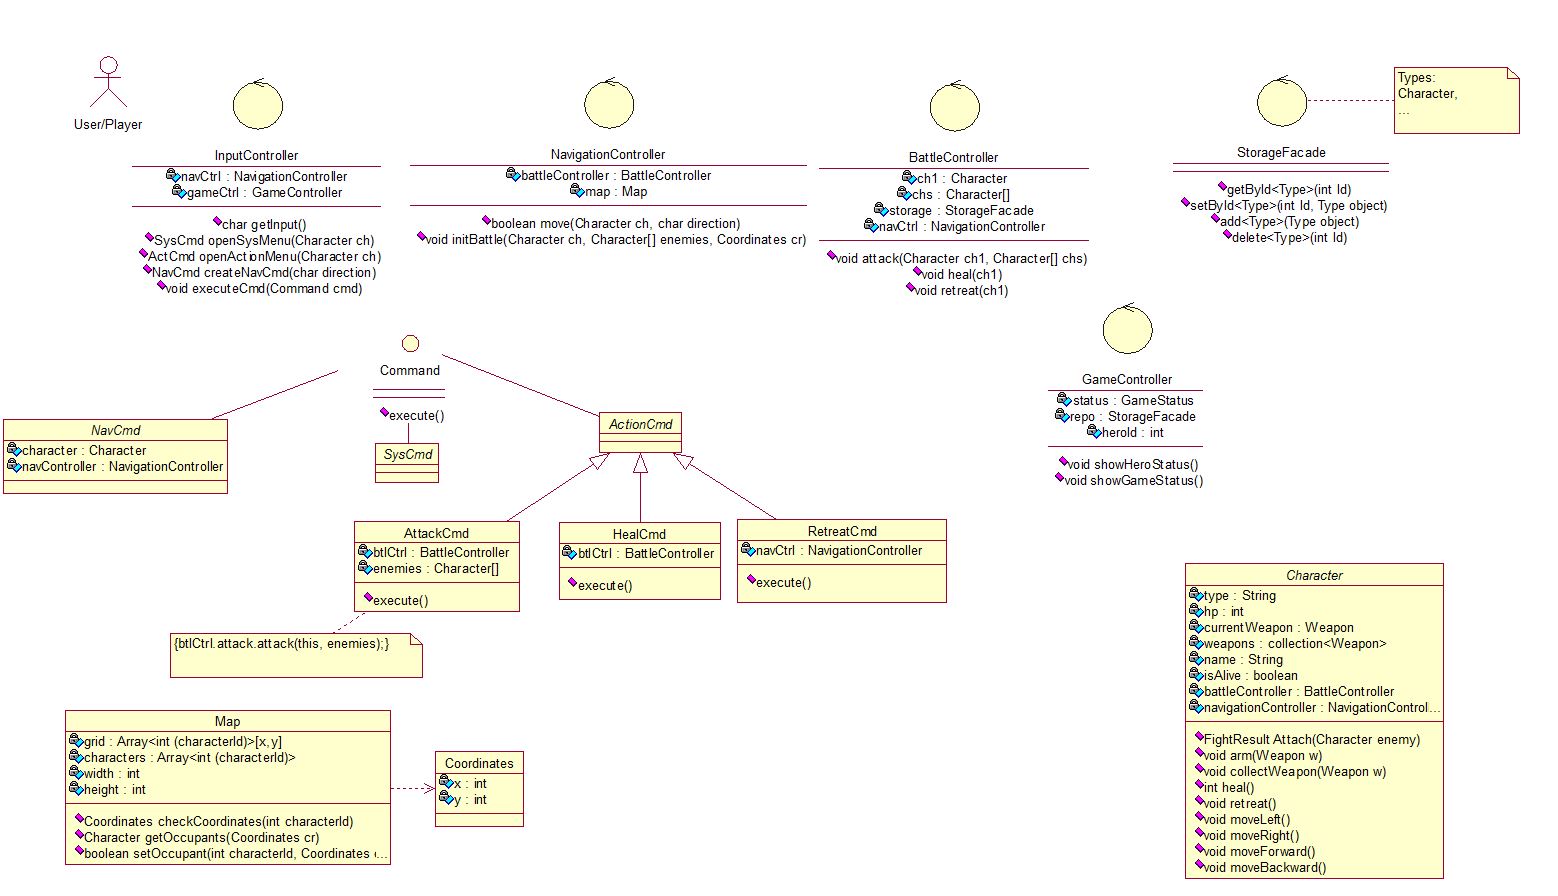 User/Player
InputController
navCtrl : NavigationController
gameCtrl : GameController
char getInput()
SysCmd openSysMenu(Character ch)
ActCmd openActionMenu(Character ch)
NavCmd createNavCmd(char direction)
void executeCmd(Command cmd)
NavigationController
battleController : BattleController
map : Map
boolean move(Character ch, char direction)
void initBattle(Character ch, Character[] enemies, Coordinates cr)
BattleController
ch1 : Character
chs : Character[]
storage : StorageFacade
navCtrl : NavigationController
void attack(Character ch1, Character[] chs)
void heal(ch1)
void retreat(ch1)
StorageFacade
getById<Type>(int Id)
setById<Type>(int Id, Type object)
add<Type>(Type object)
delete<Type>(int Id)
Types:
Character,
...
Command
execute()
NavCmd
character : Character
navController : NavigationController
SysCmd
ActionCmd
GameController
status : GameStatus
repo : StorageFacade
heroId : int
void showHeroStatus()
void showGameStatus()
AttackCmd
btlCtrl : BattleController
enemies : Character[]
execute()
HealCmd
btlCtrl : BattleController
execute()
RetreatCmd
navCtrl : NavigationController
execute()
{btlCtrl.attack.attack(this, enemies);}
Character
type : String
hp : int
currentWeapon : Weapon
weapons : collection<Weapon>
name : String
isAlive : boolean
battleController : BattleController
navigationController : NavigationControl...
FightResult Attach(Character enemy)
void arm(Weapon w)
void collectWeapon(Weapon w)
int heal()
void retreat()
void moveLeft()
void moveRight()
void moveForward()
void moveBackward()
Map
grid : Array<int (characterId)>[x,y]
characters : Array<int (characterId)>
width : int
height : int
Coordinates checkCoordinates(int characterId)
Character getOccupants(Coordinates cr)
boolean setOccupant(int characterId, Coordinates c...
Coordinates
x : int
y : int